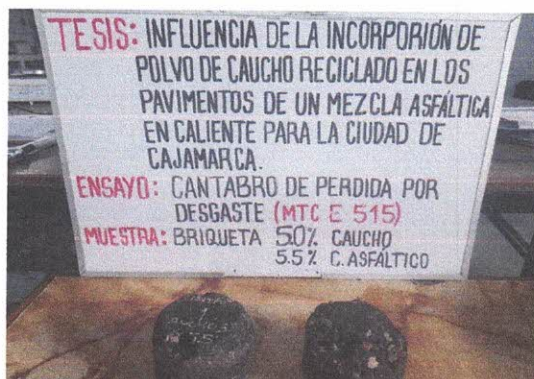 TESIS: INFLUENCIA DE LA INCORPORIÓN DE
POLVO DE CAUCHO RECICLADO EN LOS
PAVIMENTOS DE UN MEZCLA ASFÁLTICA
EN CALIENTE PARA LA CIUDAD DE
CAJAMARCA.
ENSAYO: CANTABRO DE PERDIDA POR
DESGASTE (MTC E 515)
MUESTRA: BRIQUETA 5.0% CAUCHO
5.5% C. ASFÁLTICO